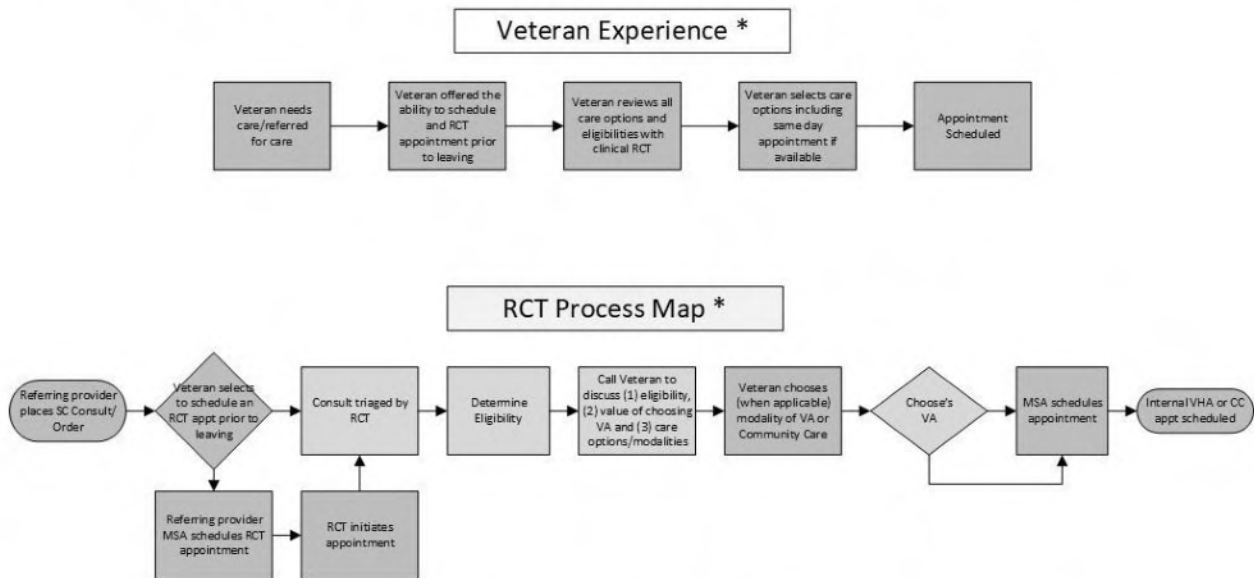 Veteran Experience *
Veteran needs
care/referred
for care
Veteran offered the
ability to schedule
and RCT
appointment prior
to leaving
Veteran reviews all
care options and
eligibilities with
clinical RCT
Veteran selects care
options including
same day
appointment if
available
Appointment
Scheduled
RCT Process Map *
Referring provider
places SC Consult/
Order
Veteran selects
to schedule an
RCT appt prior to
leaving
Consult triaged by
RCT
Determine
Eligibility
Call Veteran to
discuss (1) eligibility,
(2) value of choosing
VA and (3) care
options/modalities
Veteran chooses
(when applicable)
modality of VA or
Community Care
Choose's
VA
MSA schedules
appointment
Internal VHA or CC
appt scheduled
Referring provider
MSA schedules RCT
appointment
RCT initiates
appointment